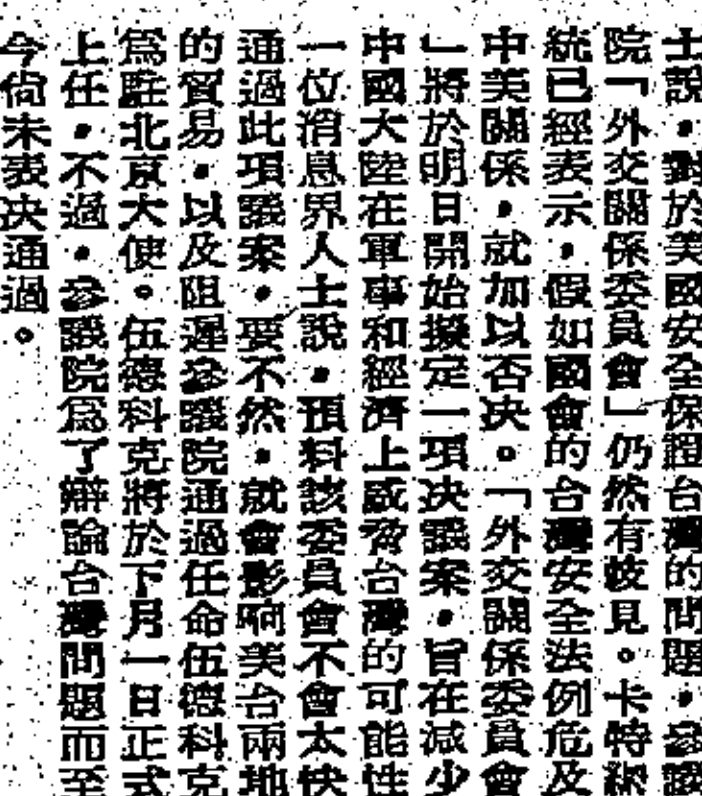 士說，對於美國安全保證台灣的問題，參議
院「外交關係委員會」仍然有歧見。卡特總
統已經表示，假如國會的台灣安全法例危及
中美關係，就加以否决。「外交關係委員會
」將於明日開始擬定一項决議案，旨在減少
中國大陸在軍事和經濟上威脅台灣的可能性
一位消息界人士說，預料該委員會不會太快
通過此項議案，要不然，就會影响美台兩地
的貿易，以及阻遲參議院通過任命伍德科克
爲駐北京大使。伍德科克將於下月一日正式
上任，不過，參議院爲了辯論台灣問題而至
今尙未表决通過。